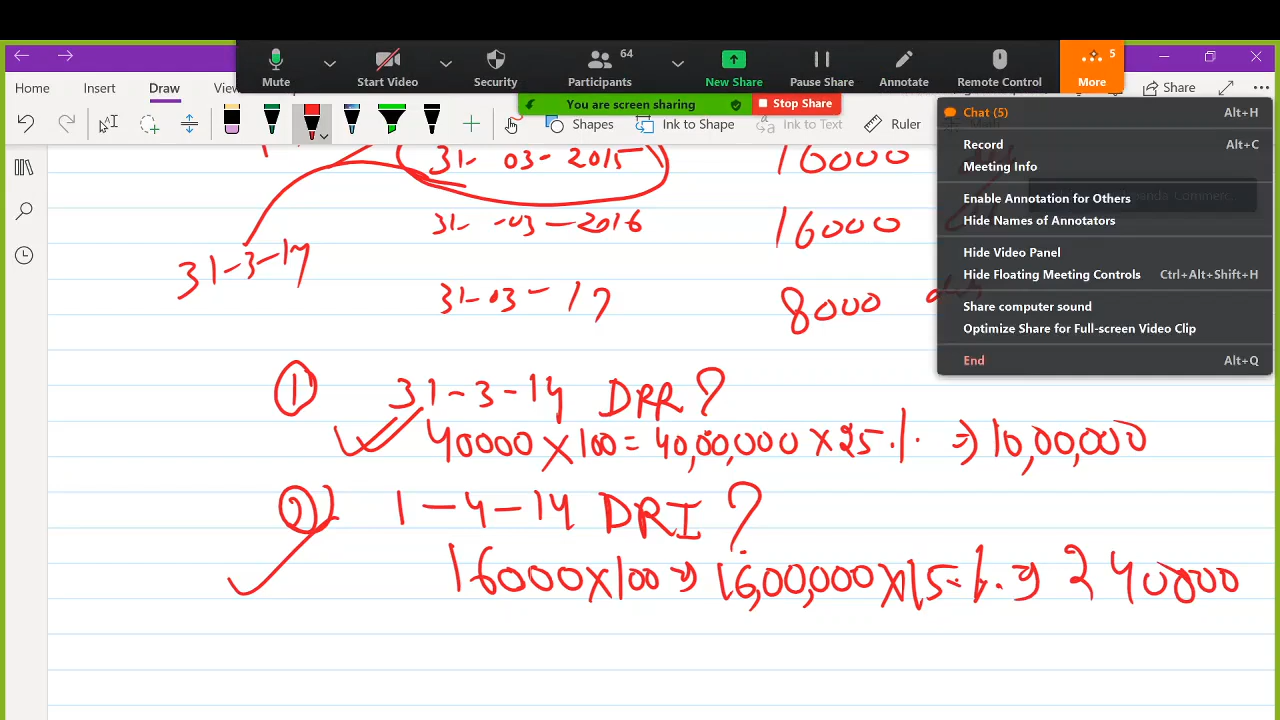 64
5
Mute
Start Video
Security
Participants
New Share
Pause Share
Annotate
Remote Control
More
Home
Insert
Draw
You are screen sharing
Stop Share
Share
Shapes
Ink to Shape
Ink to Text
Ruler
Chat (5) Alt+H
Record Alt+C
Meeting Info
Enable Annotation for Others
Hide Names of Annotators
Hide Video Panel
Hide Floating Meeting Controls Ctrl+Alt+Shift+H
Share computer sound
Optimize Share for Full-screen Video Clip
End Alt+Q
31-03-2015 16000
31-03-2016 16000
31-3-14
31-03-17 8000
① 31-3-14 DRR?
40000 X 100 = 40,00,000 X 25% ⇒ 10,00,000
② 1-4-14 DRI?
16000 X 100 ⇒ 16,00,000 X 15% ⇒ 240000